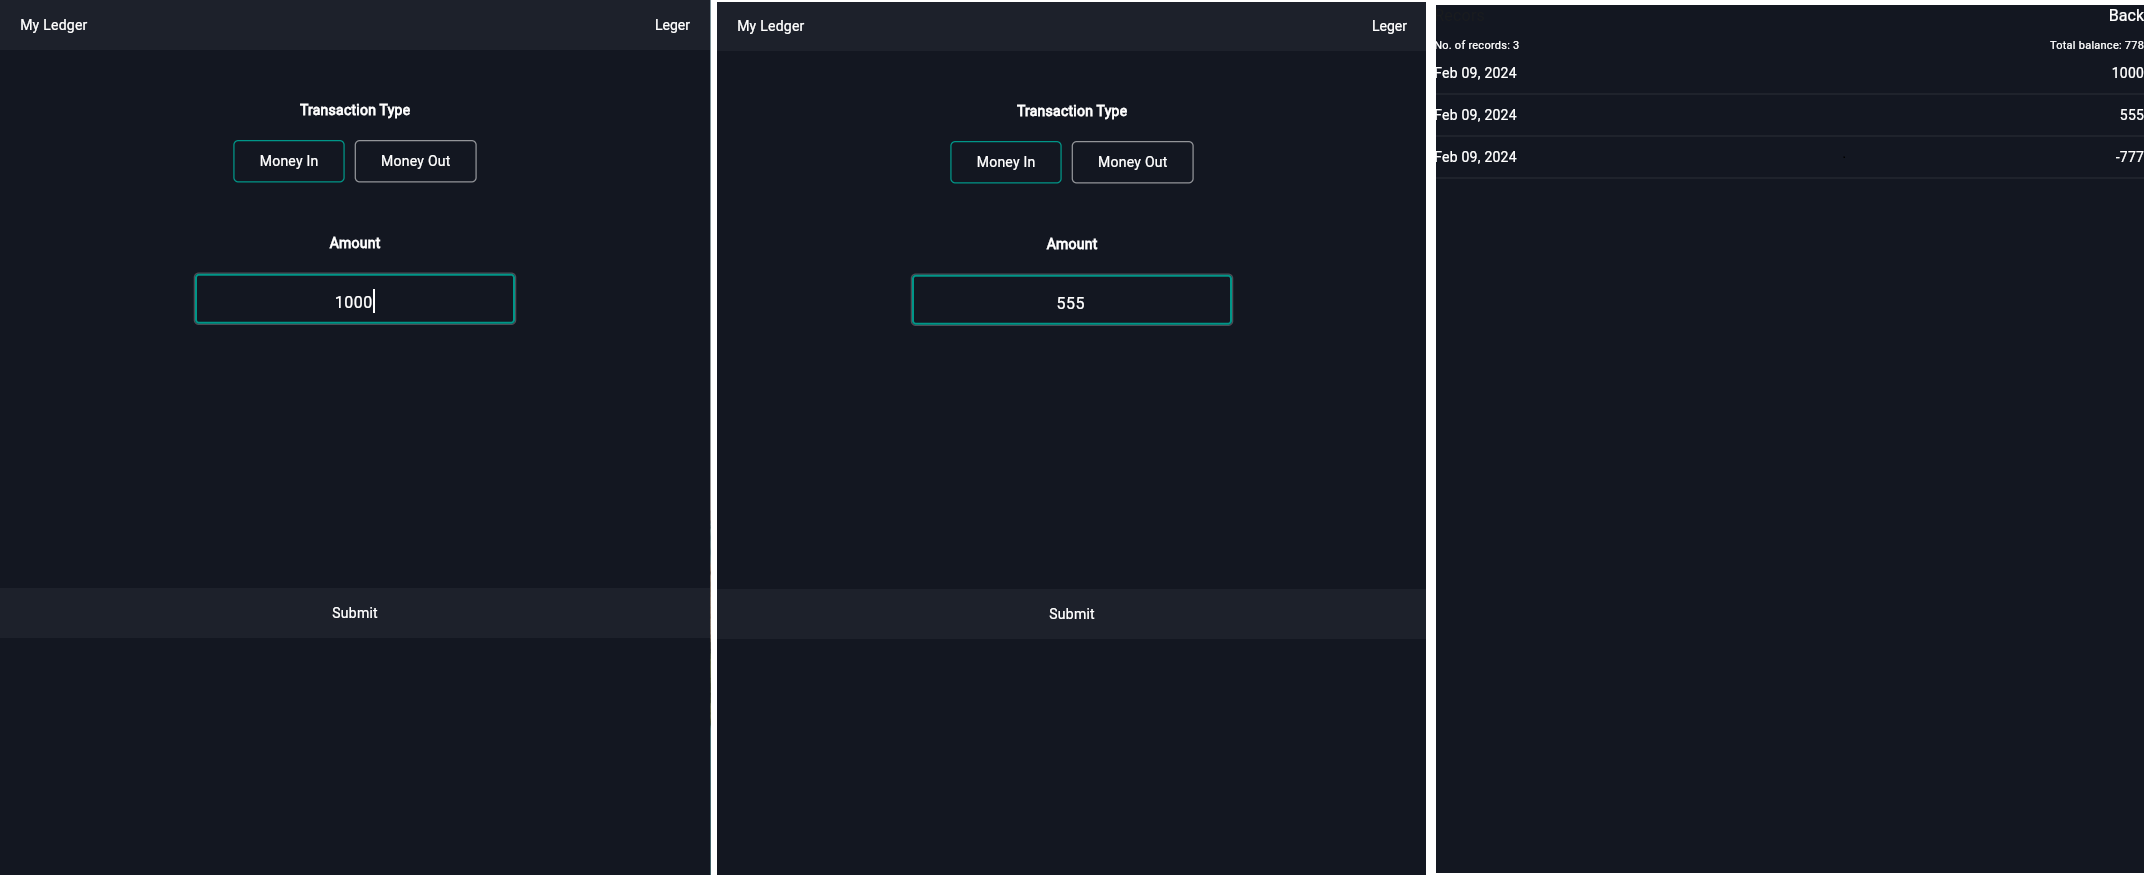 My Ledger Leger
Transaction Type
Money In Money Out
Amount
1000
Submit
My Ledger Leger
Transaction Type
Money In Money Out
Amount
555
Submit
Back
No. of records: 3 Total balance: 778
Feb 09, 2024 1000
Feb 09, 2024 555
Feb 09, 2024 -777